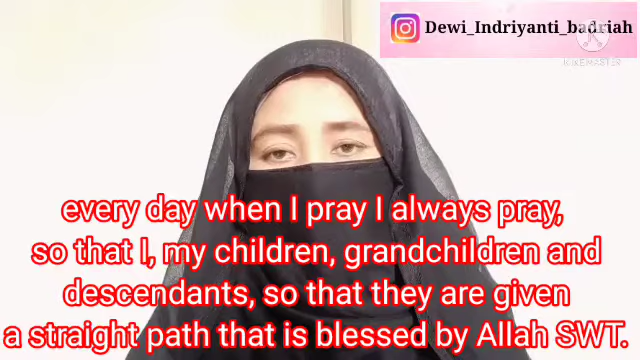 Dewi_Indriyanti_badriah
KINEMASTER
every day when I pray I always pray,
so that I, my children, grandchildren and
descendants, so that they are given
a straight path that is blessed by Allah SWT.